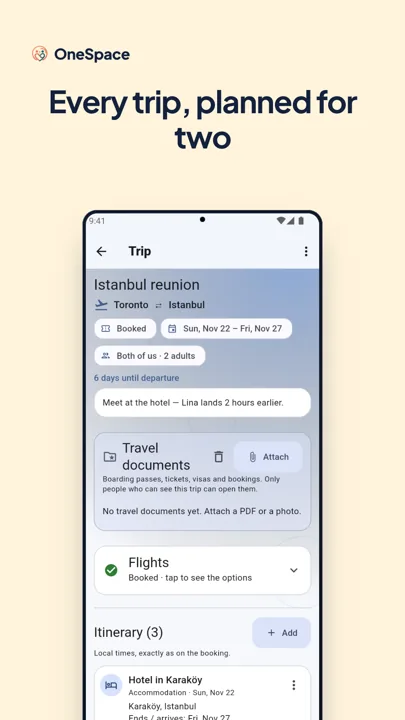 OneSpace
Every trip, planned for
two
9:41
Trip
Istanbul reunion
Toronto ⇄ Istanbul
Booked
Sun, Nov 22 – Fri, Nov 27
Both of us · 2 adults
6 days until departure
Meet at the hotel — Lina lands 2 hours earlier.
Travel
documents
Attach
Boarding passes, tickets, visas and bookings. Only
people who can see this trip can open them.
No travel documents yet. Attach a PDF or a photo.
Flights
Booked · tap to see the options
Itinerary (3)
+ Add
Local times, exactly as on the booking.
Hotel in Karaköy
Accommodation · Sun, Nov 22
Karaköy, Istanbul
Ends / arrives: Fri, Nov 27